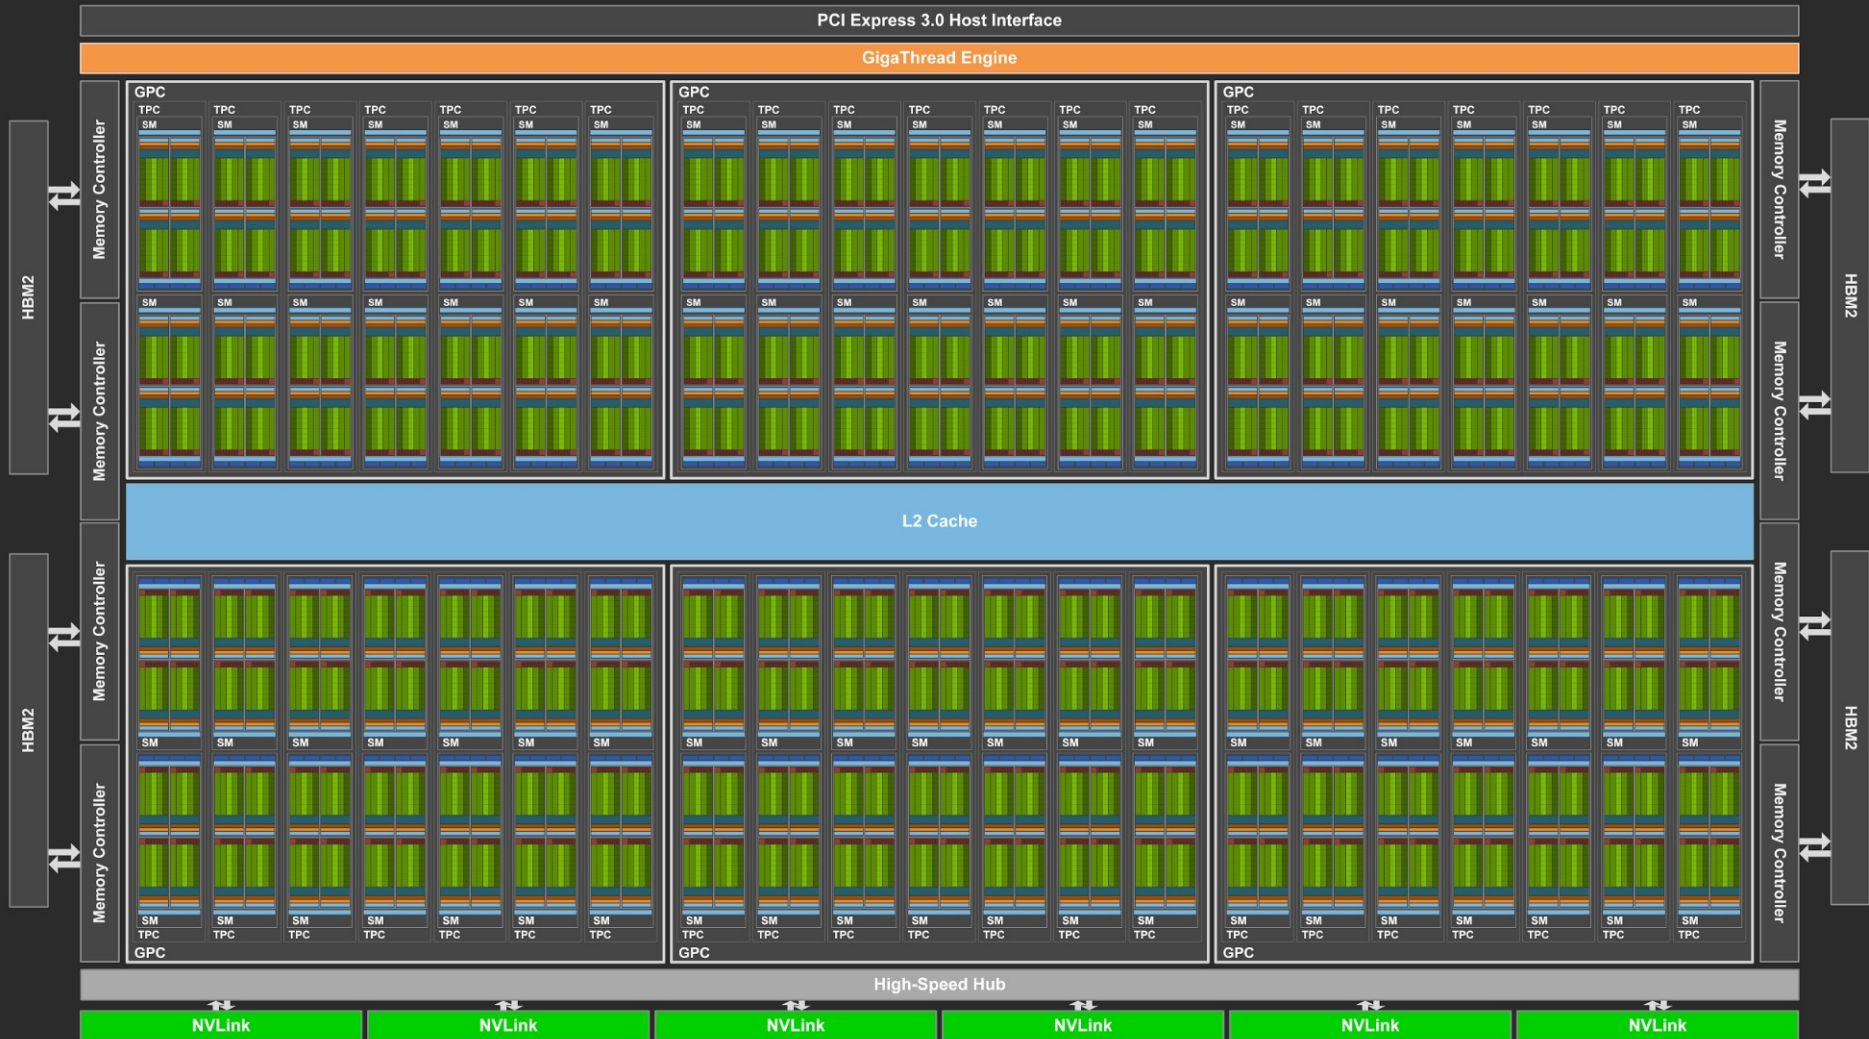 PCI Express 3.0 Host Interface
GigaThread Engine
GPC GPC GPC
TPC TPC TPC TPC TPC TPC TPC TPC TPC TPC TPC TPC TPC TPC TPC TPC TPC TPC TPC TPC TPC
SM SM SM SM SM SM SM SM SM SM SM SM SM SM SM SM SM SM SM SM SM
Memory Controller Memory Controller
HBM2 HBM2
SM SM SM SM SM SM SM SM SM SM SM SM SM SM SM SM SM SM SM SM SM
Memory Controller Memory Controller
L2 Cache
Memory Controller Memory Controller
HBM2 HBM2
SM SM SM SM SM SM SM SM SM SM SM SM SM SM SM SM SM SM SM SM SM
Memory Controller Memory Controller
SM SM SM SM SM SM SM SM SM SM SM SM SM SM SM SM SM SM SM SM SM
TPC TPC TPC TPC TPC TPC TPC TPC TPC TPC TPC TPC TPC TPC TPC TPC TPC TPC TPC TPC TPC
GPC GPC GPC
High-Speed Hub
NVLink NVLink NVLink NVLink NVLink NVLink